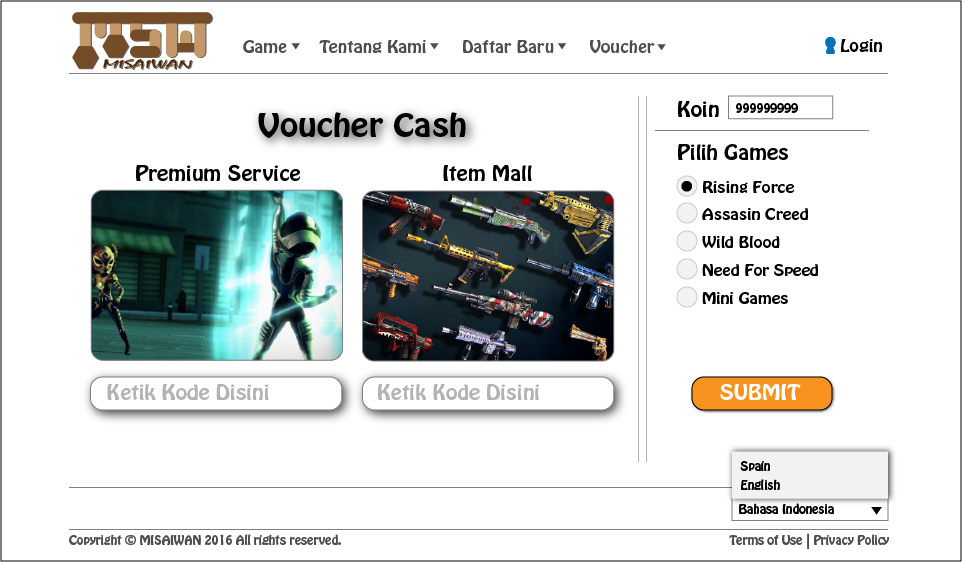 MSW
MISAIWAN
Game Tentang Kami Daftar Baru Voucher Login
Voucher Cash
Premium Service
Item Mall
Ketik Kode Disini
Ketik Kode Disini
Koin 999999999
Pilih Games
Rising Force
Assasin Creed
Wild Blood
Need For Speed
Mini Games
SUBMIT
Spain
English
Bahasa Indonesia
Copyright © MISAIWAN 2016 All rights reserved.
Terms of Use | Privacy Policy